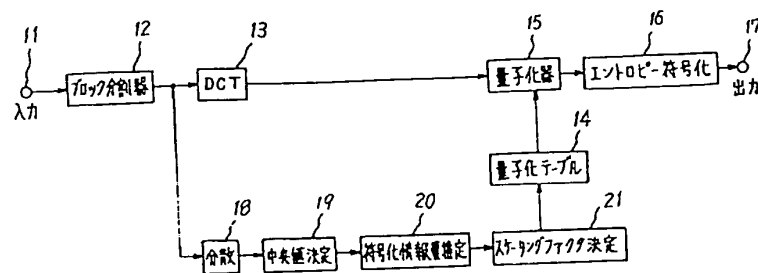 11
入力
12
ブロック分割器
13
DCT
15
量子化器
16
エントロピー符号化
17
出力
14
量子化テーブル
18
分散
19
中央値決定
20
符号化情報量推定
21
スケーリングファクタ決定